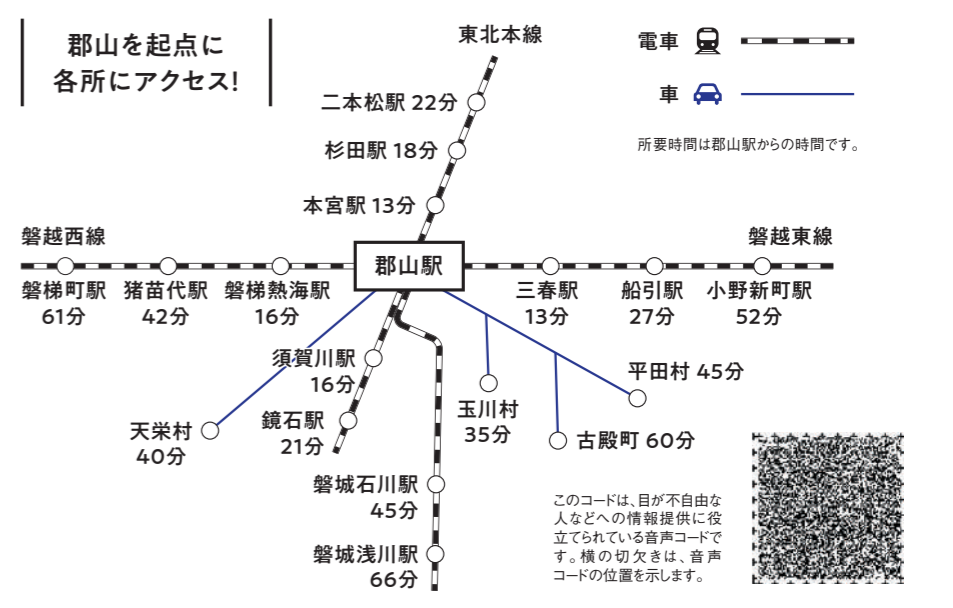 郡山を起点に
各所にアクセス!
東北本線
電車
車
所要時間は郡山駅からの時間です。
二本松駅 22分
杉田駅 18分
本宮駅 13分
磐越西線
磐越東線
郡山駅
磐梯町駅
61分
猪苗代駅
42分
磐梯熱海駅
16分
三春駅
13分
船引駅
27分
小野新町駅
52分
須賀川駅
16分
鏡石駅
21分
天栄村
40分
玉川村
35分
平田村 45分
古殿町 60分
磐城石川駅
45分
磐城浅川駅
66分
このコードは、目が不自由な
人などへの情報提供に役
立てられている音声コードで
す。横の切欠きは、音声
コードの位置を示します。